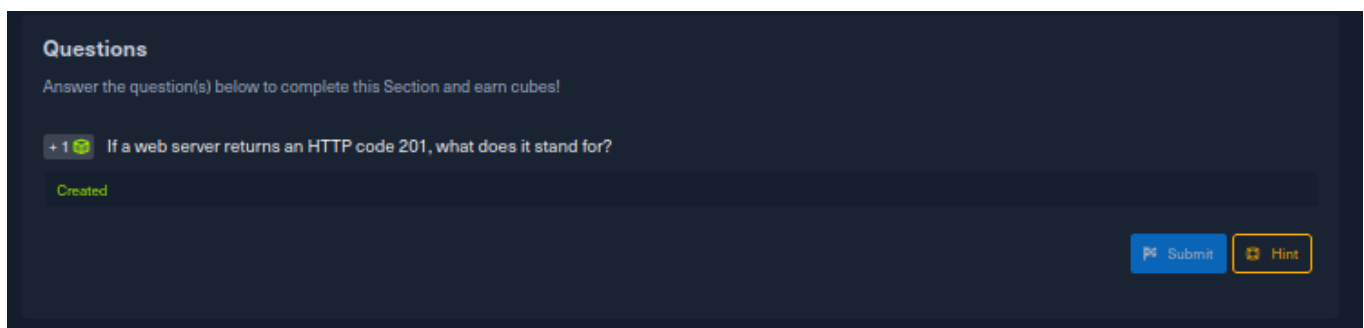 Questions
Answer the question(s) below to complete this Section and earn cubes!
+ 1 If a web server returns an HTTP code 201, what does it stand for?
Created
Submit Hint